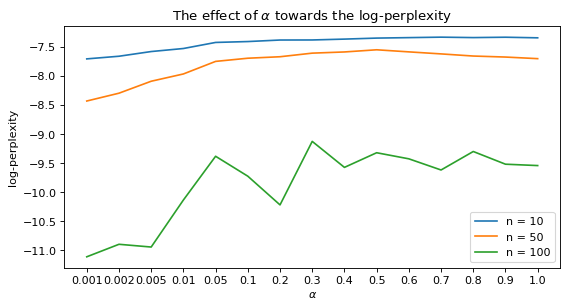 The effect of α towards the log-perplexity
log-perplexity
−7.5
−8.0
−8.5
−9.0
−9.5
−10.0
−10.5
−11.0
n = 10
n = 50
n = 100
0.001 0.002 0.005 0.01 0.05 0.1 0.2 0.3 0.4 0.5 0.6 0.7 0.8 0.9 1.0
α